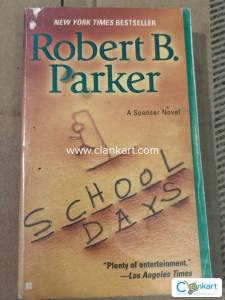 NEW YORK TIMES BESTSELLER
Robert B.
Parker
A Spenser Novel
www.clankart.com
SCHOOL
DAYS
"Plenty of entertainment."
—Los Angeles Times
Clankart